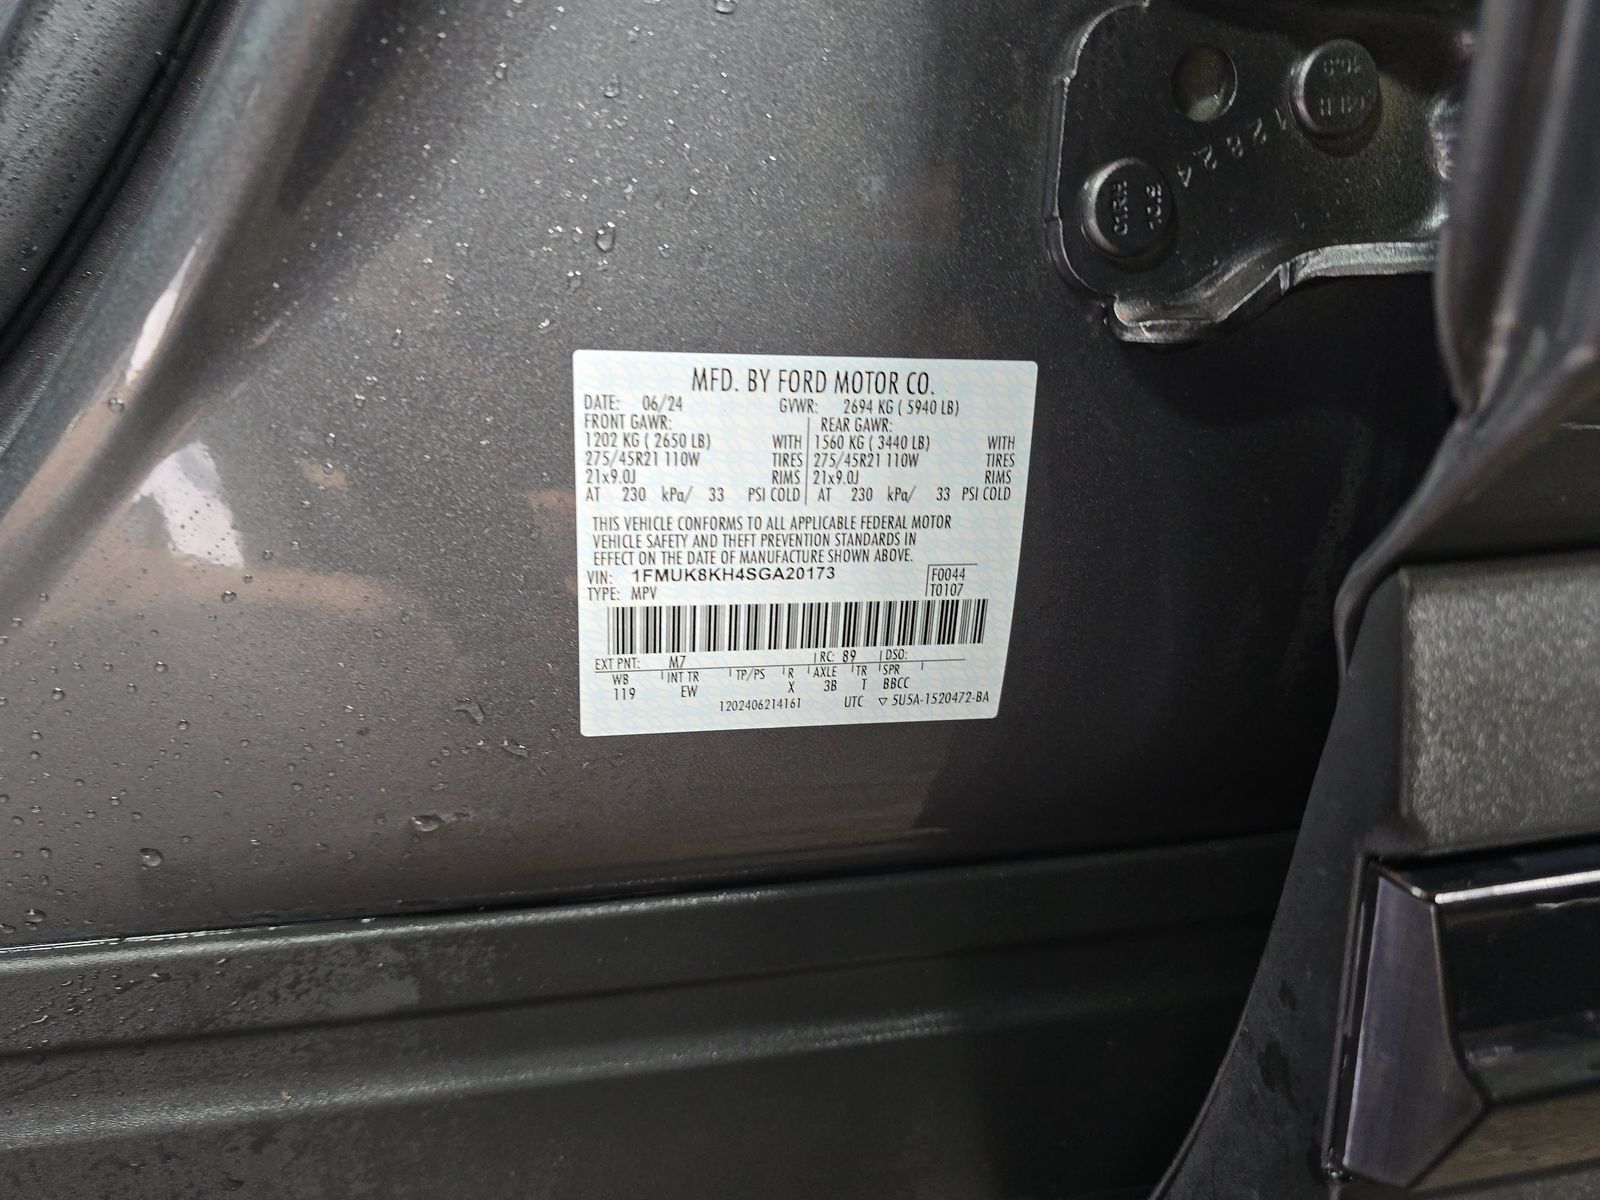 12824
C1RH
MFD. BY FORD MOTOR CO.
DATE: 06/24 GVWR: 2694 KG ( 5940 LB)
FRONT GAWR: REAR GAWR:
1202 KG ( 2650 LB) WITH 1560 KG ( 3440 LB) WITH
275/45R21 110W TIRES 275/45R21 110W TIRES
21x9.0J RIMS 21x9.0J RIMS
AT 230 kPa/ 33 PSI COLD AT 230 kPa/ 33 PSI COLD
THIS VEHICLE CONFORMS TO ALL APPLICABLE FEDERAL MOTOR
VEHICLE SAFETY AND THEFT PREVENTION STANDARDS IN
EFFECT ON THE DATE OF MANUFACTURE SHOWN ABOVE.
VIN: 1FMUK8KH4SGA20173 F0044
TYPE: MPV T0107
EXT PNT: M7 RC: 89 DSO:
WB INT TR TP/PS R AXLE TR SPR
119 EW X 3B T BBCC
1202406214161 UTC ▽ 5U5A-1520472-BA